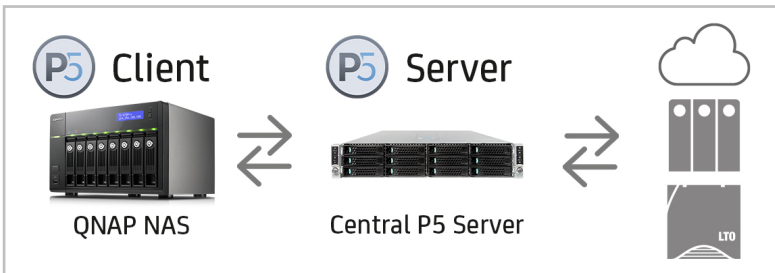 P5 Client
P5 Server
QNAP NAS
Central P5 Server
LTO